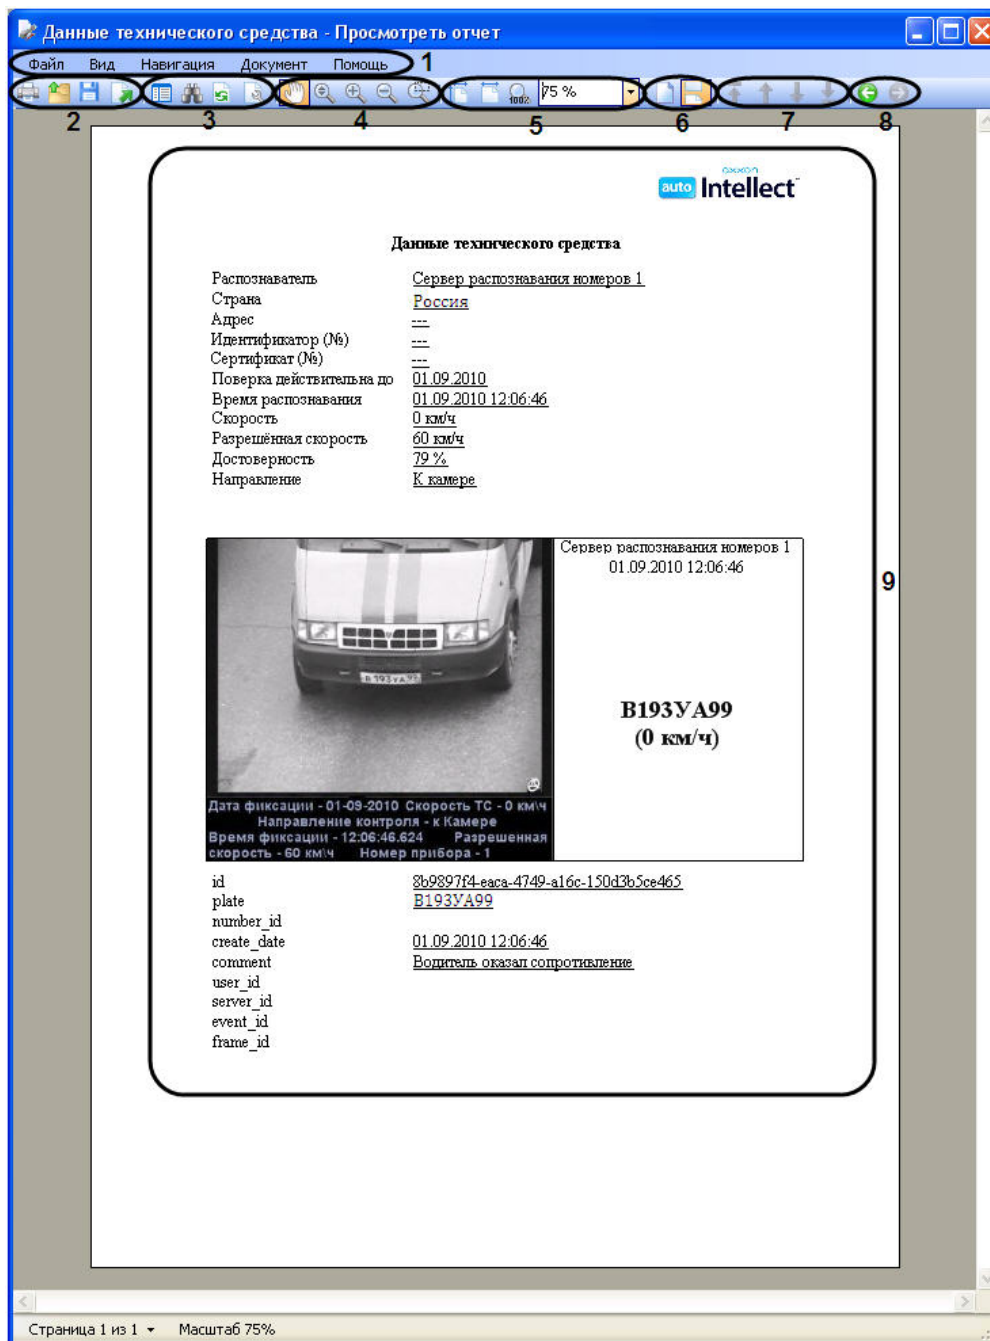 Данные технического средства - Просмотреть отчет
Файл Вид Навигация Документ Помощь 1
100% 75 %
2 3 4 5 6 7 8
axxon
auto Intellect
Данные технического средства
Распознаватель Сервер распознавания номеров 1
Страна Россия
Адрес ---
Идентификатор (№) ---
Сертификат (№) ---
Поверка действительна до 01.09.2010
Время распознавания 01.09.2010 12:06:46
Скорость 0 км/ч
Разрешённая скорость 60 км/ч
Достоверность 79 %
Направление К камере
Сервер распознавания номеров 1
01.09.2010 12:06:46
9
В 193 УА 99
В193УА99
(0 км/ч)
Дата фиксации - 01-09-2010 Скорость ТС - 0 км\ч
Направление контроля - к Камере
Время фиксации - 12:06:46.624 Разрешенная
скорость - 60 км\ч Номер прибора - 1
id 8b9897f4-eaca-4749-a16c-150d3b5ce465
plate В193УА99
number_id
create_date 01.09.2010 12:06:46
comment Водитель оказал сопротивление
user_id
server_id
event_id
frame_id
Страница 1 из 1 Масштаб 75%